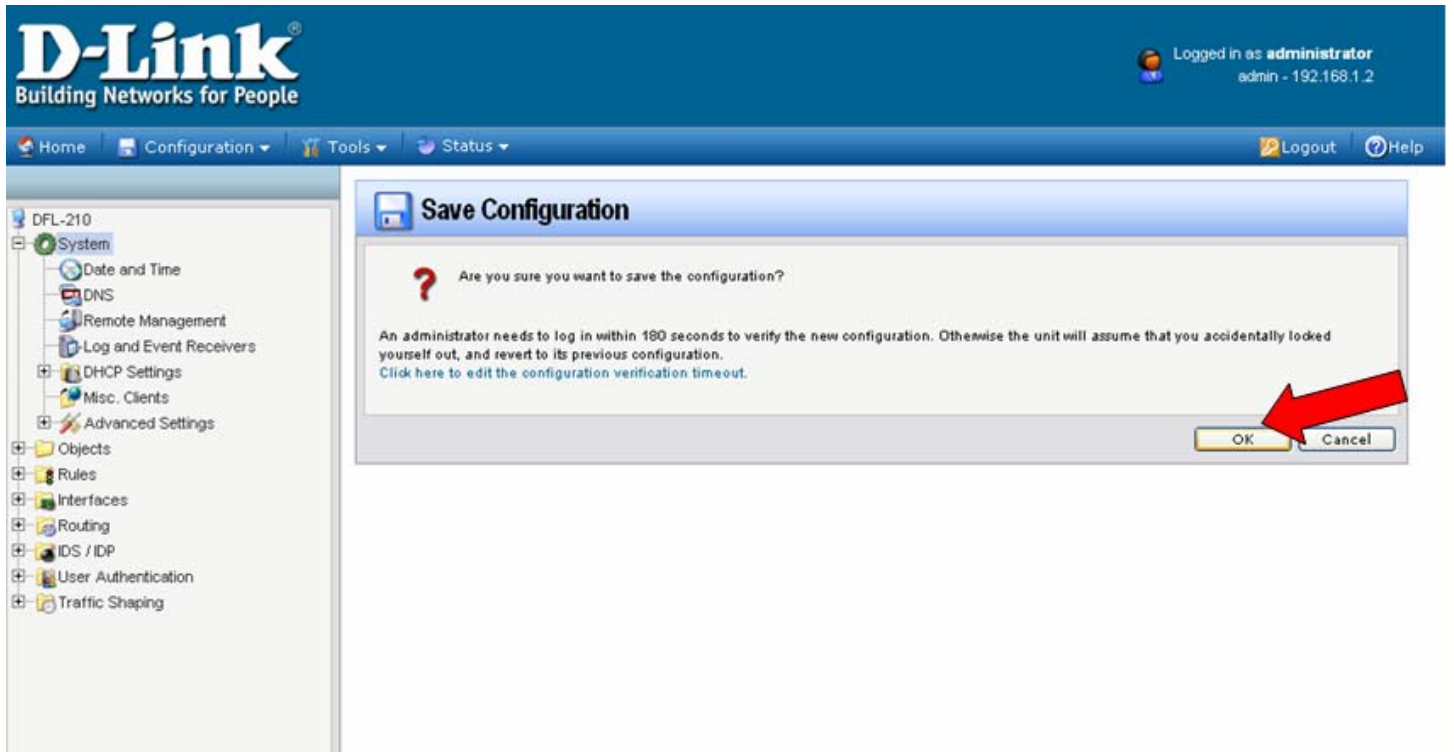 D-Link®
Building Networks for People
Logged in as administrator
admin - 192.168.1.2
Home
Configuration
Tools
Status
Logout
Help
DFL-210
System
Date and Time
DNS
Remote Management
Log and Event Receivers
DHCP Settings
Misc. Clients
Advanced Settings
Objects
Rules
Interfaces
Routing
IDS / IDP
User Authentication
Traffic Shaping
Save Configuration
Are you sure you want to save the configuration?
An administrator needs to log in within 180 seconds to verify the new configuration. Otherwise the unit will assume that you accidentally locked
yourself out, and revert to its previous configuration.
Click here to edit the configuration verification timeout.
OK
Cancel